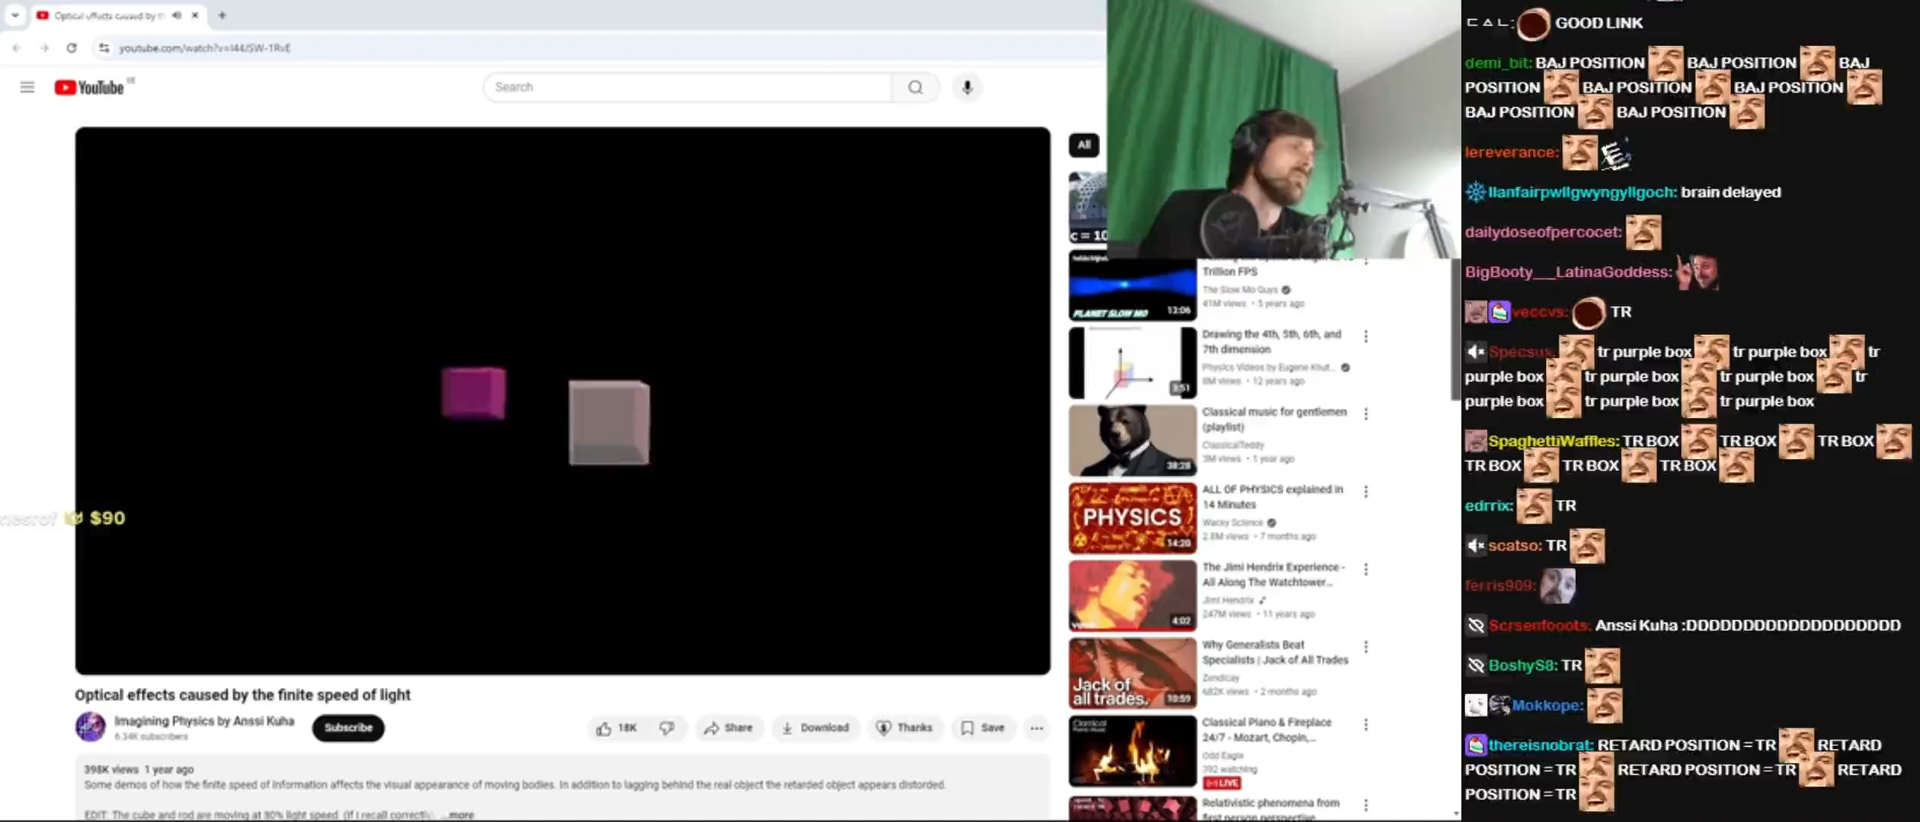 Optical effects caused by t
youtube.com/watch?v=
YouTube
Search
All
c = 10
Trillion FPS
The Slow Mo Guys
41M views • 5 years ago
PLANET SLOW MO
13:06
Drawing the 4th, 5th, 6th, and
7th dimension
Physics Videos by Eugene Khut...
8M views • 12 years ago
3:51
Classical music for gentlemen
(playlist)
ClassicalTeddy
3M views • 1 year ago
38:28
ALL OF PHYSICS explained in
14 Minutes
Wacky Science
2.8M views • 7 months ago
PHYSICS
14:20
The Jimi Hendrix Experience -
All Along The Watchtower...
Jimi Hendrix
247M views • 11 years ago
4:02
Why Generalists Beat
Specialists | Jack of All Trades
Zendicay
682K views • 2 months ago
Jack of
all trades.
10:59
Classical Piano & Fireplace
24/7 - Mozart, Chopin,...
Odd Eagle
392 watching
LIVE
Classical
Piano Music
Relativistic phenomena from
first person perspective
$90
Optical effects caused by the finite speed of light
Imagining Physics by Anssi Kuha
6.34K subscribers
Subscribe
18K
Share
Download
Thanks
Save
398K views 1 year ago
Some demos of how the finite speed of information affects the visual appearance of moving bodies. In addition to lagging behind the real object the retarded object appears distorted.
EDIT: The cube and rod are moving at 80% light speed (if I recall correctly). ...more
ㄷㅅㄴ: GOOD LINK
demi_bit: BAJ POSITION BAJ POSITION BAJ
POSITION BAJ POSITION BAJ POSITION
BAJ POSITION BAJ POSITION
lereverance:
llanfairpwllgwyngyllgoch: brain delayed
dailydoseofpercocet:
BigBooty__LatinaGoddess:
veccvs: TR
Specsux: tr purple box tr purple box tr
purple box tr purple box tr purple box tr
purple box tr purple box tr purple box
SpaghettiWaffles: TR BOX TR BOX TR BOX
TR BOX TR BOX TR BOX
edrrix: TR
scatso: TR
ferris909:
Scrsenfooots: Anssi Kuha :DDDDDDDDDDDDDDDDDDD
BoshyS8: TR
Mokkope:
thereisnobrat: RETARD POSITION = TR RETARD
POSITION = TR RETARD POSITION = TR RETARD
POSITION = TR